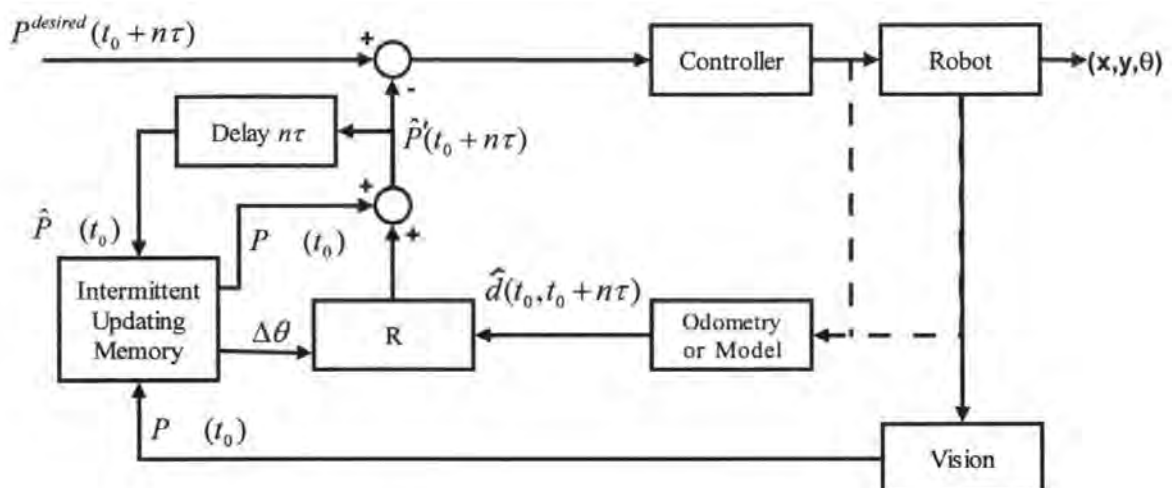 P^desired(t₀ + nτ)
+
-
Controller
Robot
(x,y,θ)
Delay nτ
P̂'(t₀ + nτ)
+
+
P̂ (t₀)
P (t₀)
Intermittent
Updating
Memory
Δθ
R
d̂(t₀, t₀ + nτ)
Odometry
or Model
P (t₀)
Vision